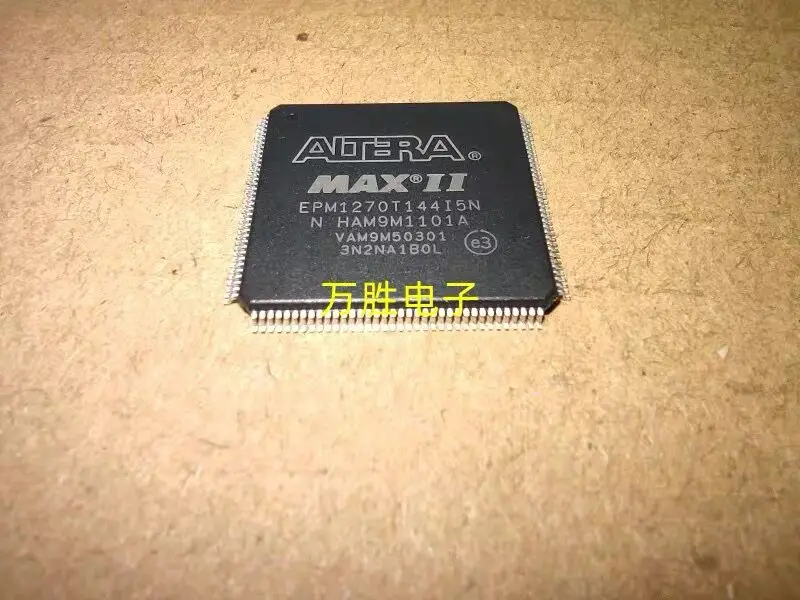 ALTERA®
MAX®II
EPM1270T144I5N
N HAM9M1101A
VAM9M50301
3N2NA1B0L
e3
万胜电子